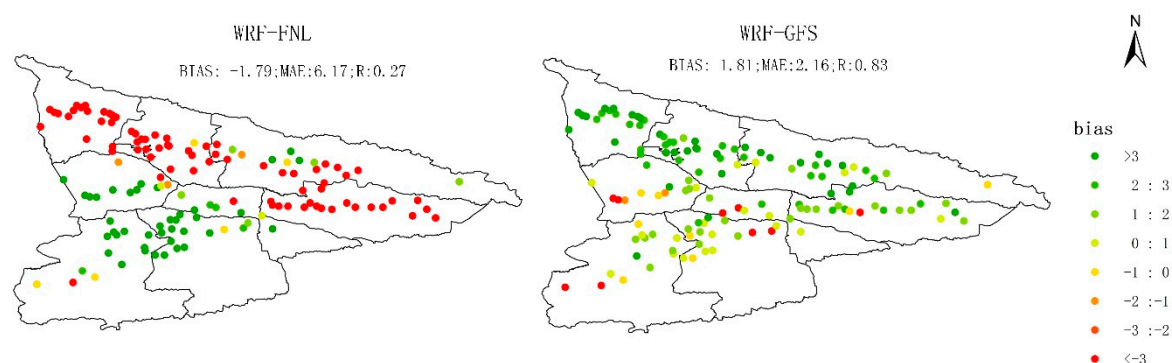 WRF-FNL
BIAS: -1.79;MAE:6.17;R:0.27
WRF-GFS
BIAS: 1.81;MAE:2.16;R:0.83
N
bias
>3
2 : 3
1 : 2
0 : 1
-1 : 0
-2 :-1
-3 :-2
<-3